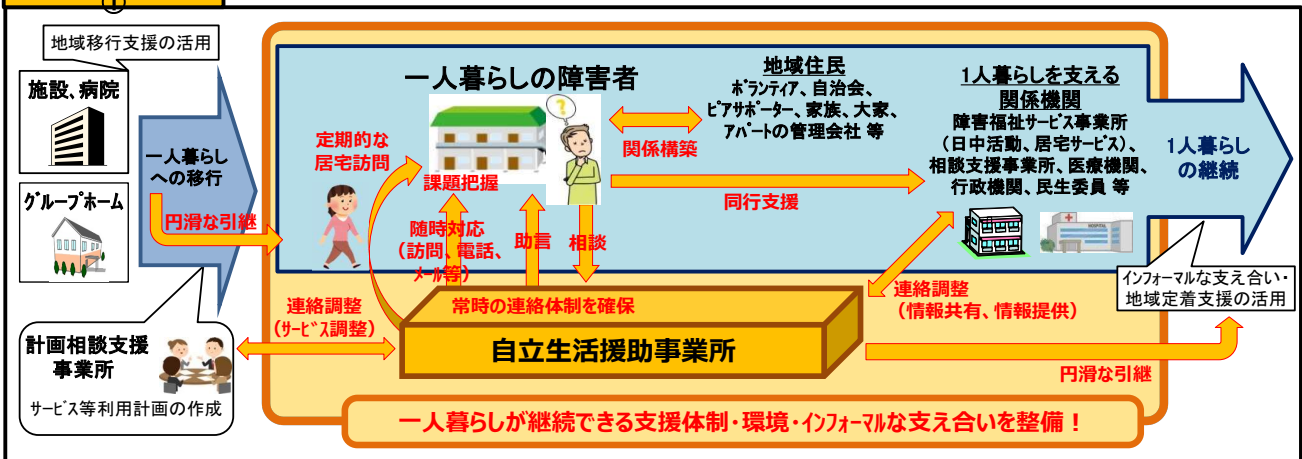 ①
地域移行支援の活用
施設、病院
グループホーム
一人暮らし
への移行
円滑な引継
計画相談支援
事業所
サービス等利用計画の作成
連絡調整
（サービス調整）
一人暮らしの障害者
?
定期的な
居宅訪問
課題把握
随時対応
（訪問、電話、
メール等）
助言
相談
地域住民
ボランティア、自治会、
ピアサポーター、家族、大家、
アパートの管理会社 等
関係構築
同行支援
1人暮らしを支える
関係機関
障害福祉サービス事業所
（日中活動、居宅サービス）、
相談支援事業所、医療機関、
行政機関、民生委員 等
HOSPITAL
連絡調整
（情報共有、情報提供）
常時の連絡体制を確保
自立生活援助事業所
1人暮らし
の継続
インフォーマルな支え合い・
地域定着支援の活用
円滑な引継
一人暮らしが継続できる支援体制・環境・インフォーマルな支え合いを整備！